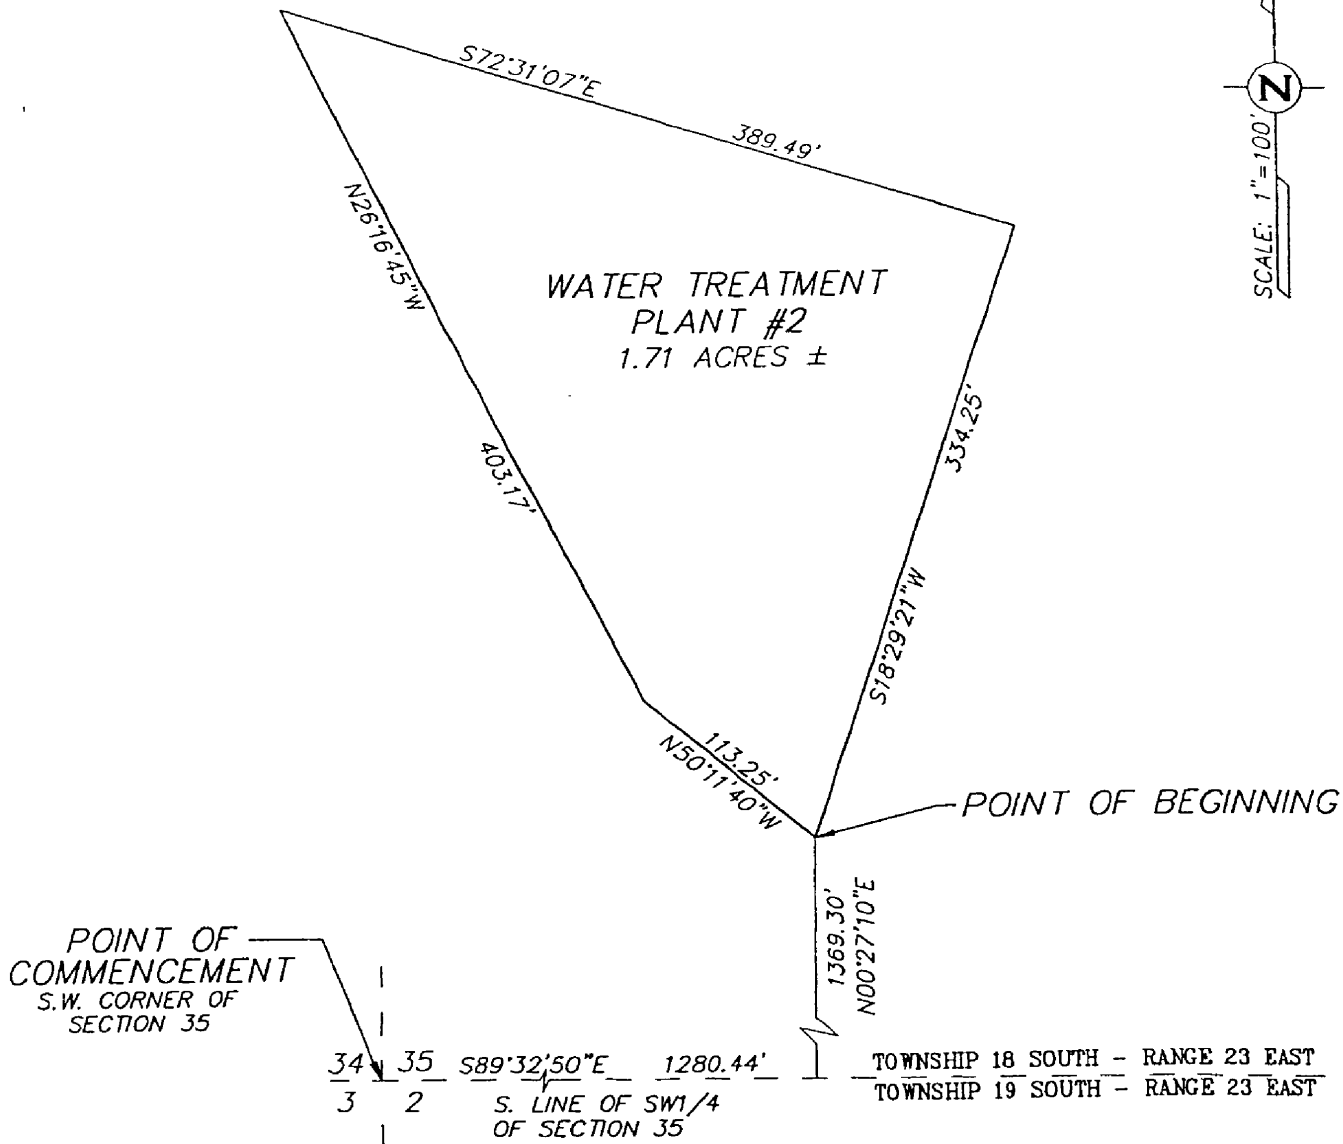 S72°31'07"E
389.49'
N
SCALE: 1"=100'
N26°16'45"W
403.17'
WATER TREATMENT
PLANT #2
1.71 ACRES ±
334.25'
S18°29'21"W
113.25'
N50°11'40"W
POINT OF BEGINNING
1369.30'
N00°27'10"E
POINT OF
COMMENCEMENT
S.W. CORNER OF
SECTION 35
34 35 S89°32'50"E 1280.44'
3 2 S. LINE OF SW1/4
OF SECTION 35
TOWNSHIP 18 SOUTH - RANGE 23 EAST
TOWNSHIP 19 SOUTH - RANGE 23 EAST